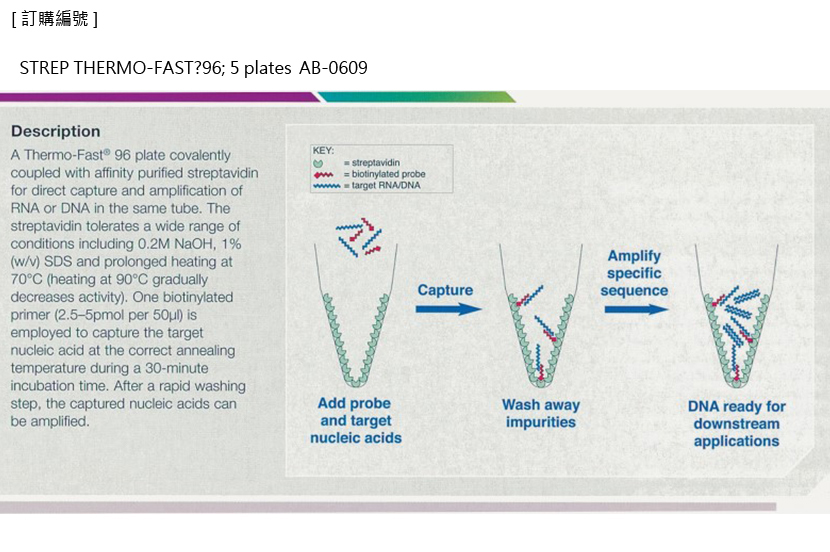 [ 訂購編號 ]
STREP THERMO-FAST?96; 5 plates AB-0609
Description
A Thermo-Fast® 96 plate covalently
coupled with affinity purified streptavidin
for direct capture and amplification of
RNA or DNA in the same tube. The
streptavidin tolerates a wide range of
conditions including 0.2M NaOH, 1%
(w/v) SDS and prolonged heating at
70°C (heating at 90°C gradually
decreases activity). One biotinylated
primer (2.5–5pmol per 50µl) is
employed to capture the target
nucleic acid at the correct annealing
temperature during a 30-minute
incubation time. After a rapid washing
step, the captured nucleic acids can
be amplified.
KEY:
= streptavidin
= biotinylated probe
= target RNA/DNA
Capture
Amplify
specific
sequence
Add probe
and target
nucleic acids
Wash away
impurities
DNA ready for
downstream
applications